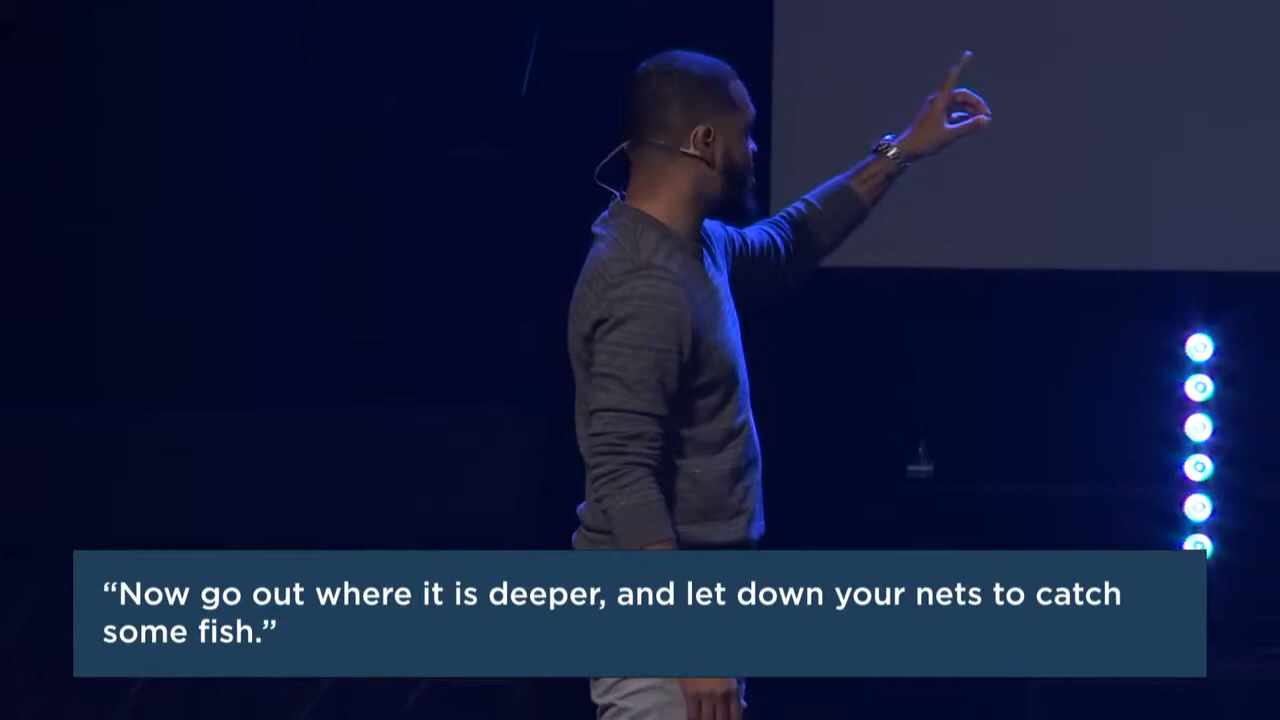 “Now go out where it is deeper, and let down your nets to catch
some fish.”